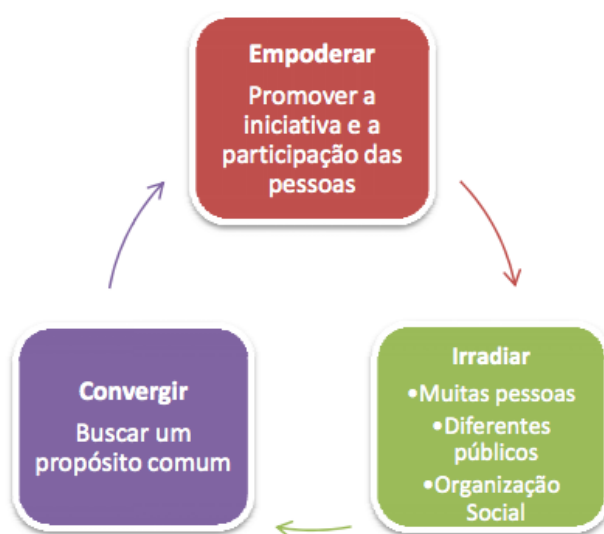 Empoderar
Promover a
iniciativa e a
participação das
pessoas
Irradiar
•Muitas pessoas
•Diferentes
públicos
•Organização
Social
Convergir
Buscar um
propósito comum